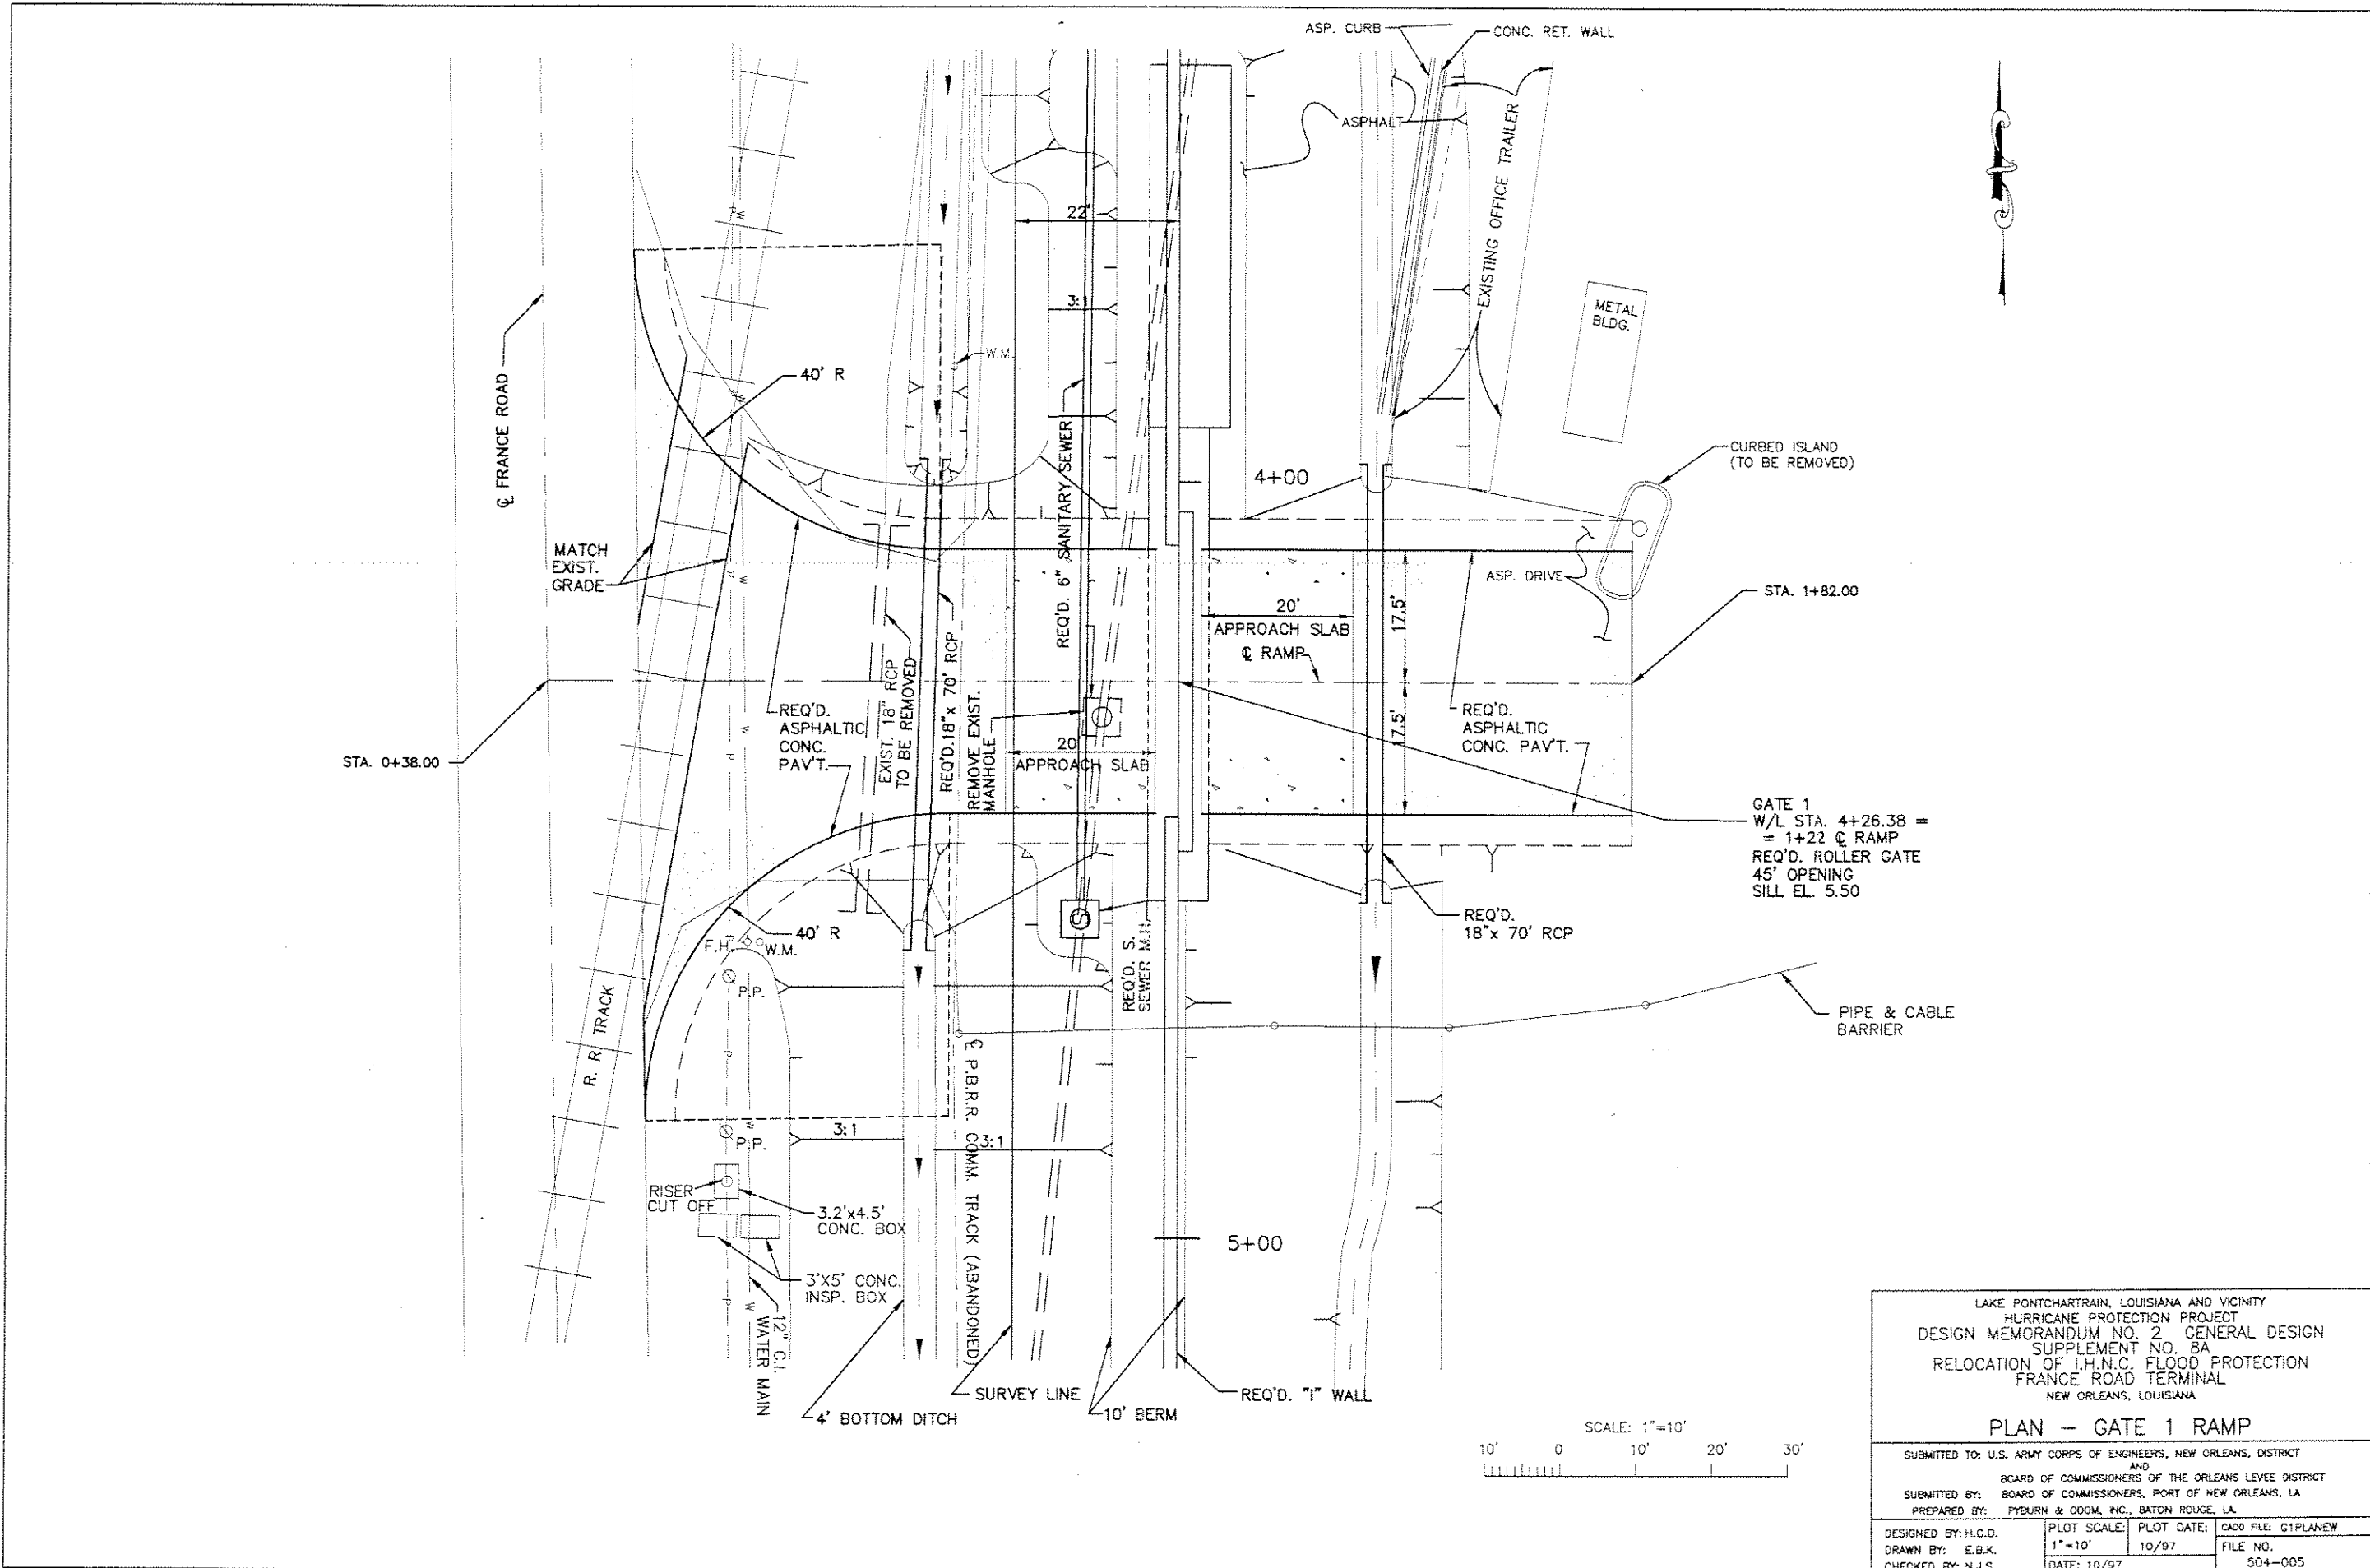 ASP. CURB
CONC. RET. WALL
ASPHALT
EXISTING OFFICE TRAILER
22'
3:1
METAL
BLDG.
℄ FRANCE ROAD
40' R
W.M.
W
W
REQ'D. 6" SANITARY SEWER
4+00
CURBED ISLAND
(TO BE REMOVED)
MATCH
EXIST.
GRADE
P
W
P
W
P
W
P
ASP. DRIVE
STA. 1+82.00
20'
APPROACH SLAB
℄ RAMP
17.5'
17.5'
EXIST. 18" RCP
TO BE REMOVED
REQ'D.18"x 70' RCP
REMOVE EXIST.
MANHOLE
REQ'D.
ASPHALTIC
CONC.
PAV'T.
REQ'D.
ASPHALTIC
CONC. PAV'T.
20'
APPROACH SLAB
STA. 0+38.00
GATE 1
W/L STA. 4+26.38 =
= 1+22 ℄ RAMP
REQ'D. ROLLER GATE
45' OPENING
SILL EL. 5.50
40' R
F.H.
W.M.
P.P.
S
REQ'D. S.
SEWER M.H.
REQ'D.
18"x 70' RCP
R. R. TRACK
PIPE & CABLE
BARRIER
℄ P.B.R.R. COMM. TRACK (ABANDONED)
P
W
P.P.
3:1
3:1
RISER
CUT OFF
3.2'x4.5'
CONC. BOX
5+00
3'X5' CONC.
INSP. BOX
P
W
12" C.I.
WATER MAIN
4' BOTTOM DITCH
SURVEY LINE
10' BERM
REQ'D. "I" WALL
SCALE: 1"=10'
10' 0 10' 20' 30'
LAKE PONTCHARTRAIN, LOUISIANA AND VICINITY
HURRICANE PROTECTION PROJECT
DESIGN MEMORANDUM NO. 2 GENERAL DESIGN
SUPPLEMENT NO. 8A
RELOCATION OF I.H.N.C. FLOOD PROTECTION
FRANCE ROAD TERMINAL
NEW ORLEANS, LOUISIANA
PLAN – GATE 1 RAMP
SUBMITTED TO: U.S. ARMY CORPS OF ENGINEERS, NEW ORLEANS, DISTRICT
AND
BOARD OF COMMISSIONERS OF THE ORLEANS LEVEE DISTRICT
SUBMITTED BY: BOARD OF COMMISSIONERS, PORT OF NEW ORLEANS, LA
PREPARED BY: PYBURN & ODOM, INC., BATON ROUGE, LA.
DESIGNED BY: H.C.D.
DRAWN BY: E.B.K.
CHECKED BY: N.J.S.
PLOT SCALE:
1"=10'
PLOT DATE:
10/97
DATE: 10/97
CADD FILE: G1PLANEW
FILE NO.
504-005